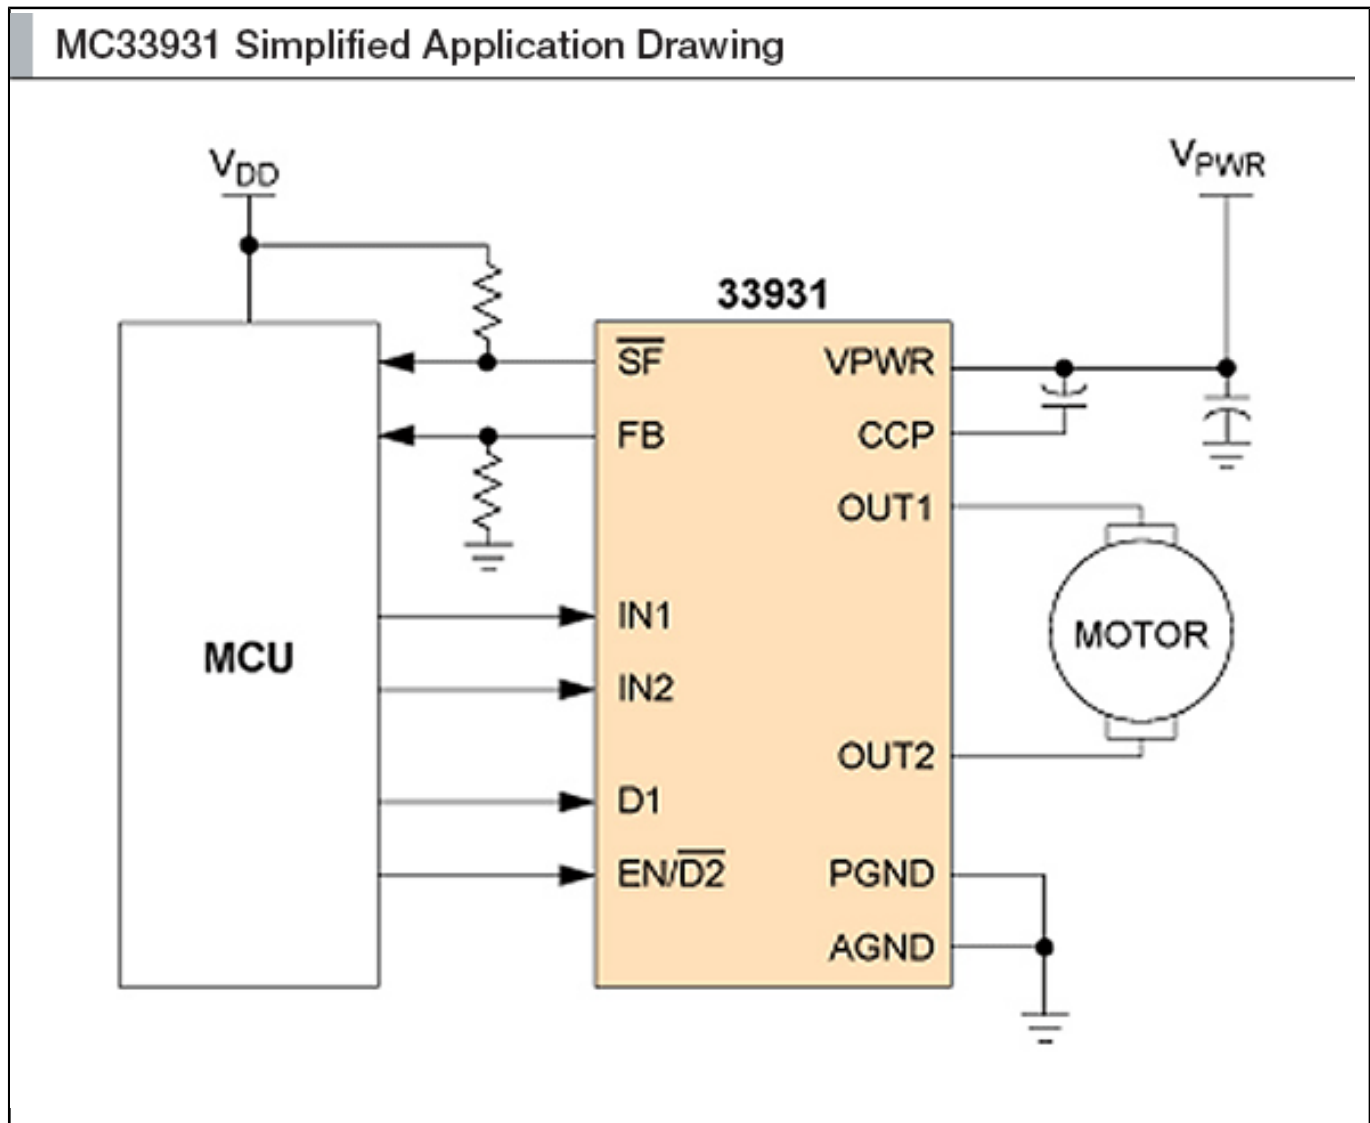 MC33931 Simplified Application Drawing
VDD
VPWR
33931
SF
VPWR
FB
CCP
OUT1
IN1
MCU
MOTOR
IN2
OUT2
D1
EN/D2
PGND
AGND